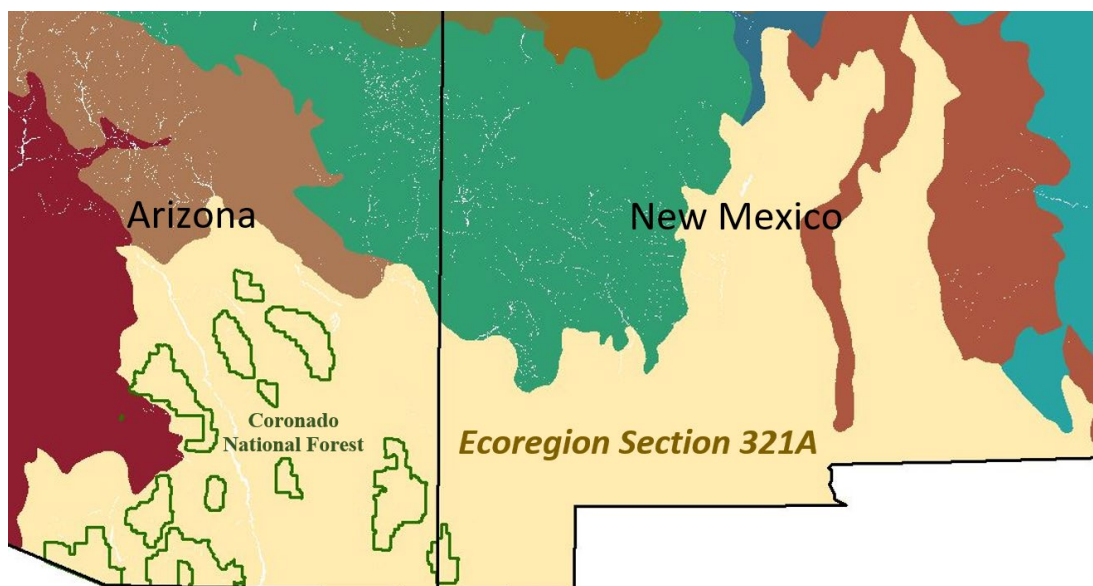 Arizona
New Mexico
Coronado
National Forest
Ecoregion Section 321A